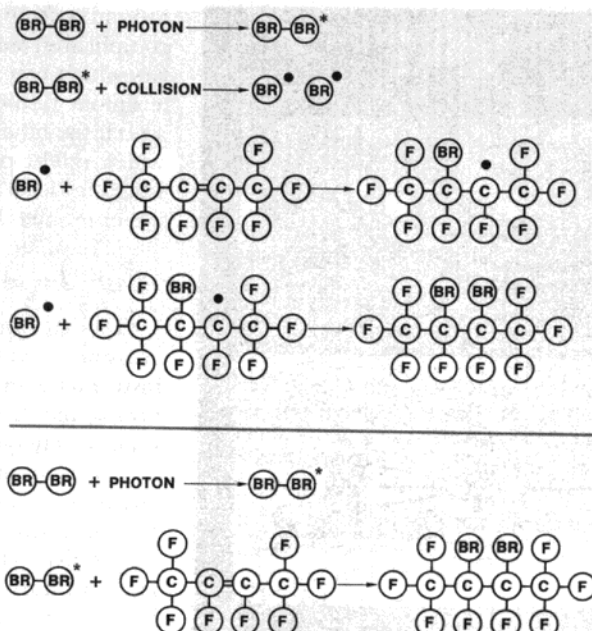 BR–BR + PHOTON → BR–BR*
BR–BR* + COLLISION → BR• BR•
F F F BR • F
BR• + F–C–C=C–C–F → F–C–C–C–C–F
F F F F F F F F
F BR • F F BR BR F
BR• + F–C–C–C–C–F → F–C–C–C–C–F
F F F F F F F F
BR–BR + PHOTON → BR–BR*
F F F BR BR F
BR–BR* + F–C–C=C–C–F → F–C–C–C–C–F
F F F F F F F F